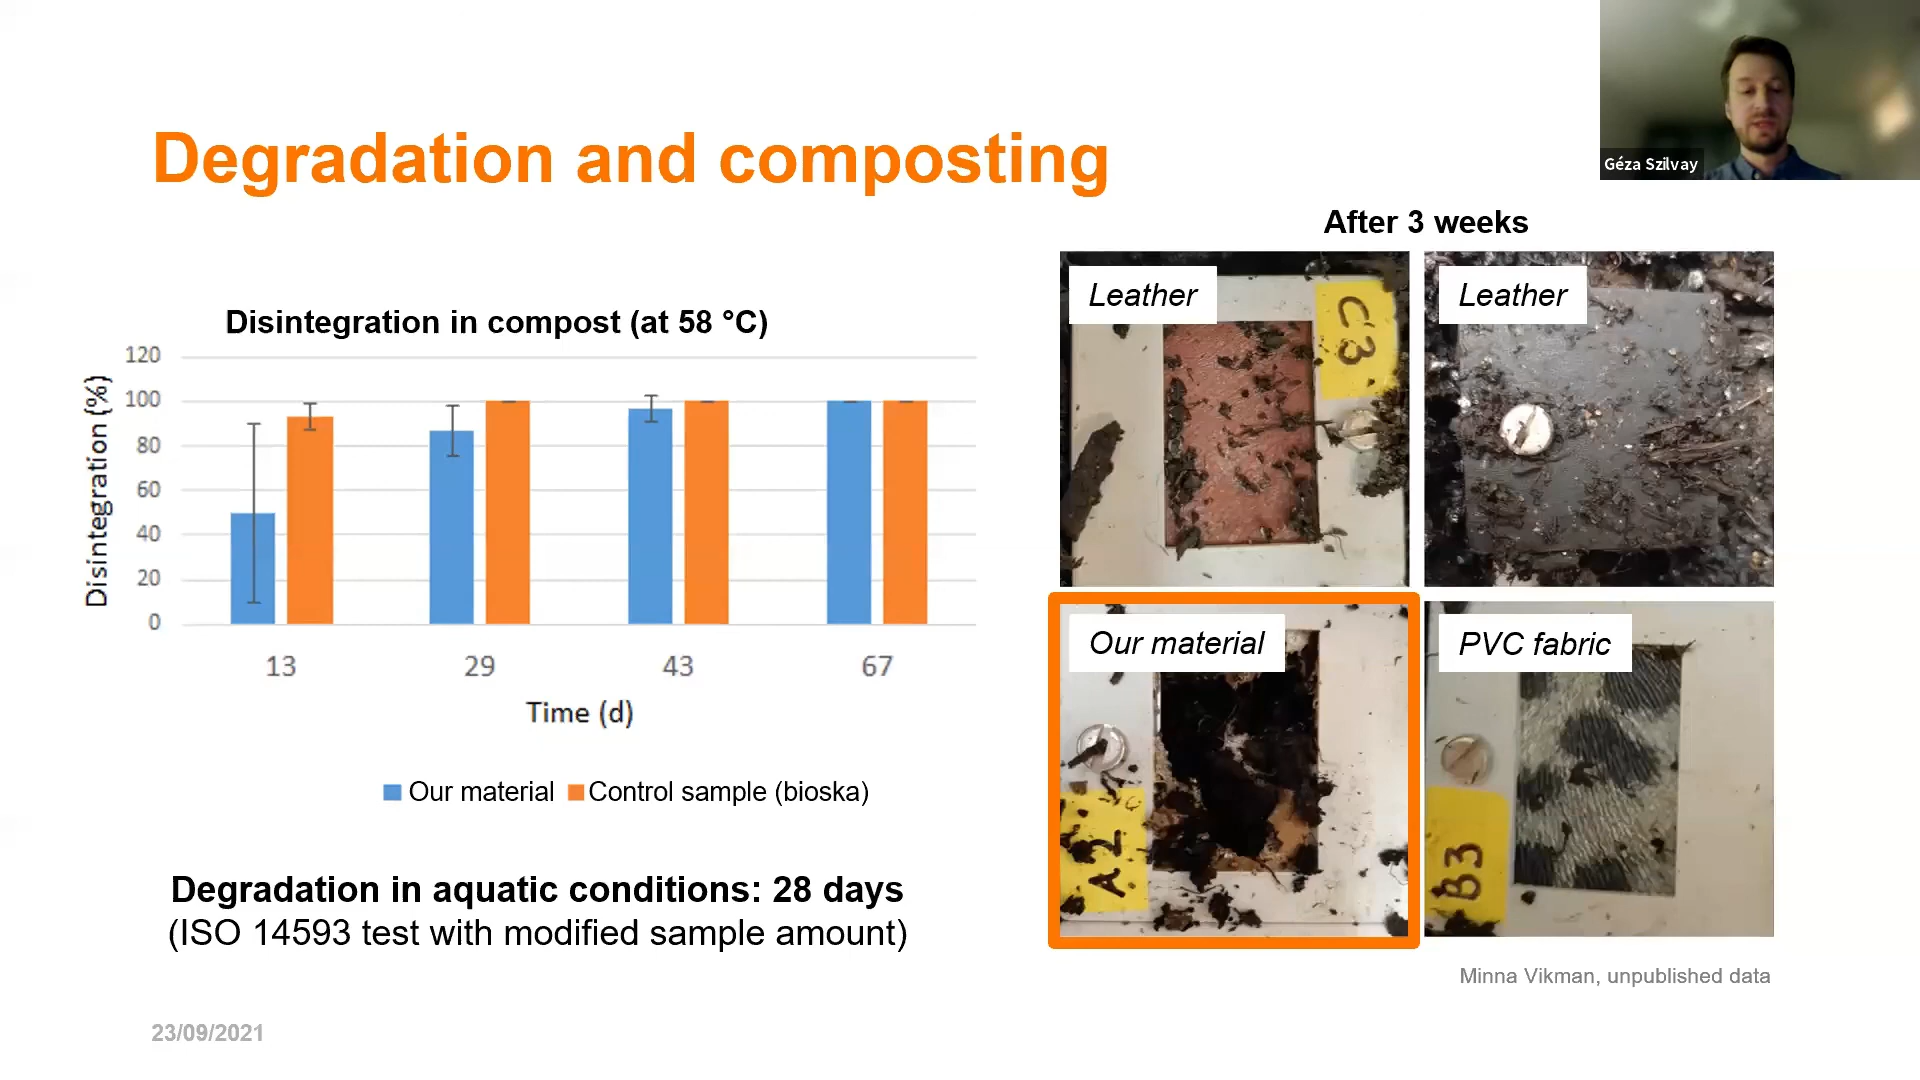 Géza Szilvay
Degradation and composting
After 3 weeks
Disintegration in compost (at 58 °C)
Disintegration (%)
120
100
80
60
40
20
0
13 29 43 67
Time (d)
Our material Control sample (bioska)
Degradation in aquatic conditions: 28 days
(ISO 14593 test with modified sample amount)
Leather
C3
Leather
Our material
A2
PVC fabric
B3
Minna Vikman, unpublished data
23/09/2021